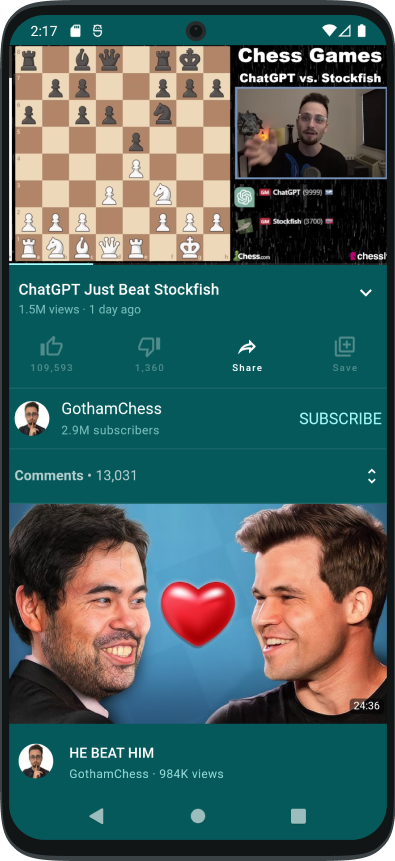 2:17
Chess Games
ChatGPT vs. Stockfish
GM ChatGPT (9999)
GM Stockfish (3700)
Chess.com
chessl
ChatGPT Just Beat Stockfish
1.5M views · 1 day ago
109,593
1,360
Share
Save
GothamChess
2.9M subscribers
SUBSCRIBE
Comments • 13,031
24:36
HE BEAT HIM
GothamChess · 984K views